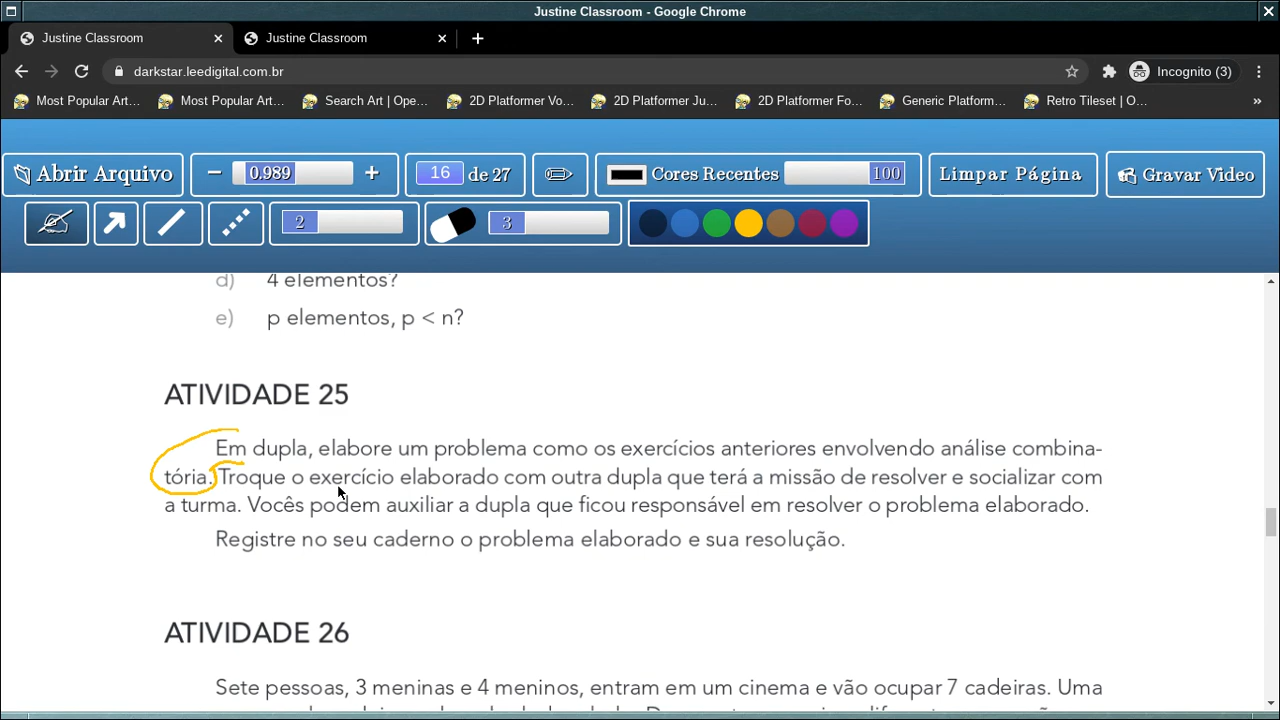 Justine Classroom - Google Chrome
Justine Classroom
Justine Classroom
darkstar.leedigital.com.br
Incognito (3)
Most Popular Art…
Most Popular Art…
Search Art | Ope…
2D Platformer Vo…
2D Platformer Ju…
2D Platformer Fo…
Generic Platform…
Retro Tileset | O…
»
Abrir Arquivo
−
0,989
+
16 de 27
Cores Recentes
100
Limpar Página
Gravar Video
2
3
d) 4 elementos?
e) p elementos, p < n?
ATIVIDADE 25
Em dupla, elabore um problema como os exercícios anteriores envolvendo análise combina-
tória. Troque o exercício elaborado com outra dupla que terá a missão de resolver e socializar com
a turma. Vocês podem auxiliar a dupla que ficou responsável em resolver o problema elaborado.
Registre no seu caderno o problema elaborado e sua resolução.
ATIVIDADE 26
Sete pessoas, 3 meninas e 4 meninos, entram em um cinema e vão ocupar 7 cadeiras. Uma